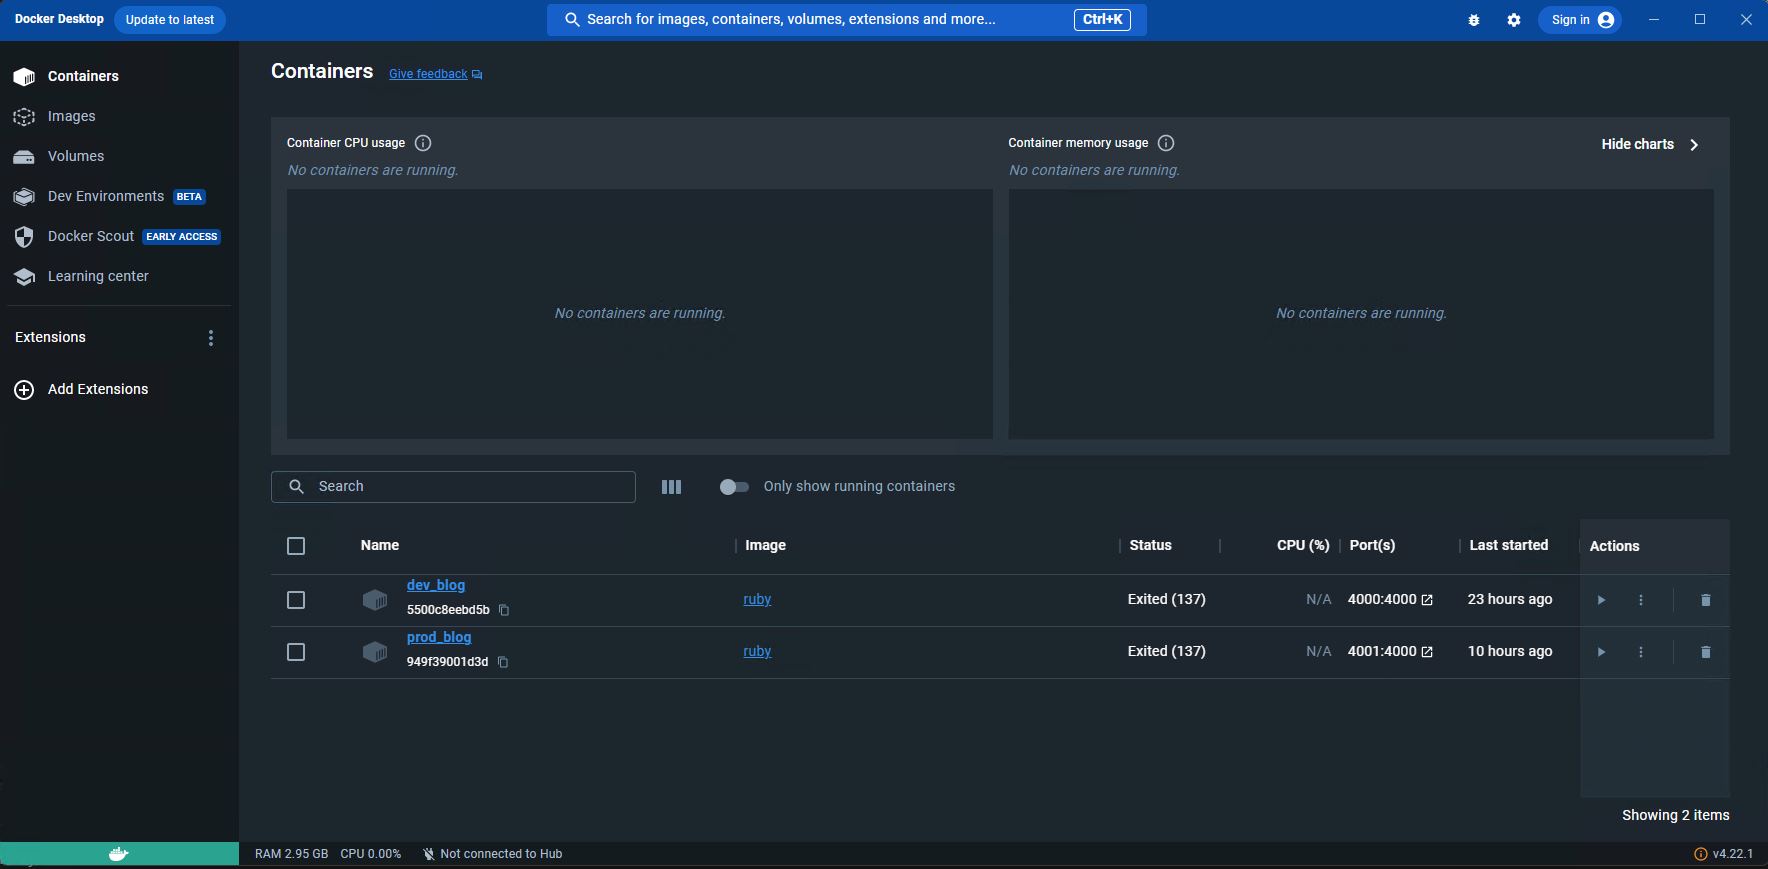 Docker Desktop
Update to latest
Search for images, containers, volumes, extensions and more...
Ctrl+K
Sign in
Containers
Images
Volumes
Dev Environments BETA
Docker Scout EARLY ACCESS
Learning center
Extensions
Add Extensions
Containers
Give feedback
Container CPU usage
No containers are running.
No containers are running.
Container memory usage
No containers are running.
No containers are running.
Hide charts
Search
Only show running containers
Name Image Status CPU (%) Port(s) Last started Actions
dev_blog
5500c8eebd5b
ruby Exited (137) N/A 4000:4000 23 hours ago
prod_blog
949f39001d3d
ruby Exited (137) N/A 4001:4000 10 hours ago
Showing 2 items
RAM 2.95 GB CPU 0.00% Not connected to Hub
v4.22.1